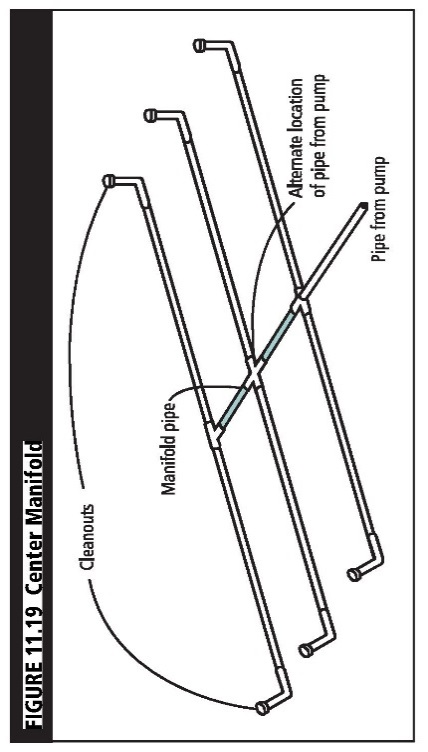 FIGURE 11.19 Center Manifold
Cleanouts
Manifold pipe
Alternate location
of pipe from pump
Pipe from pump